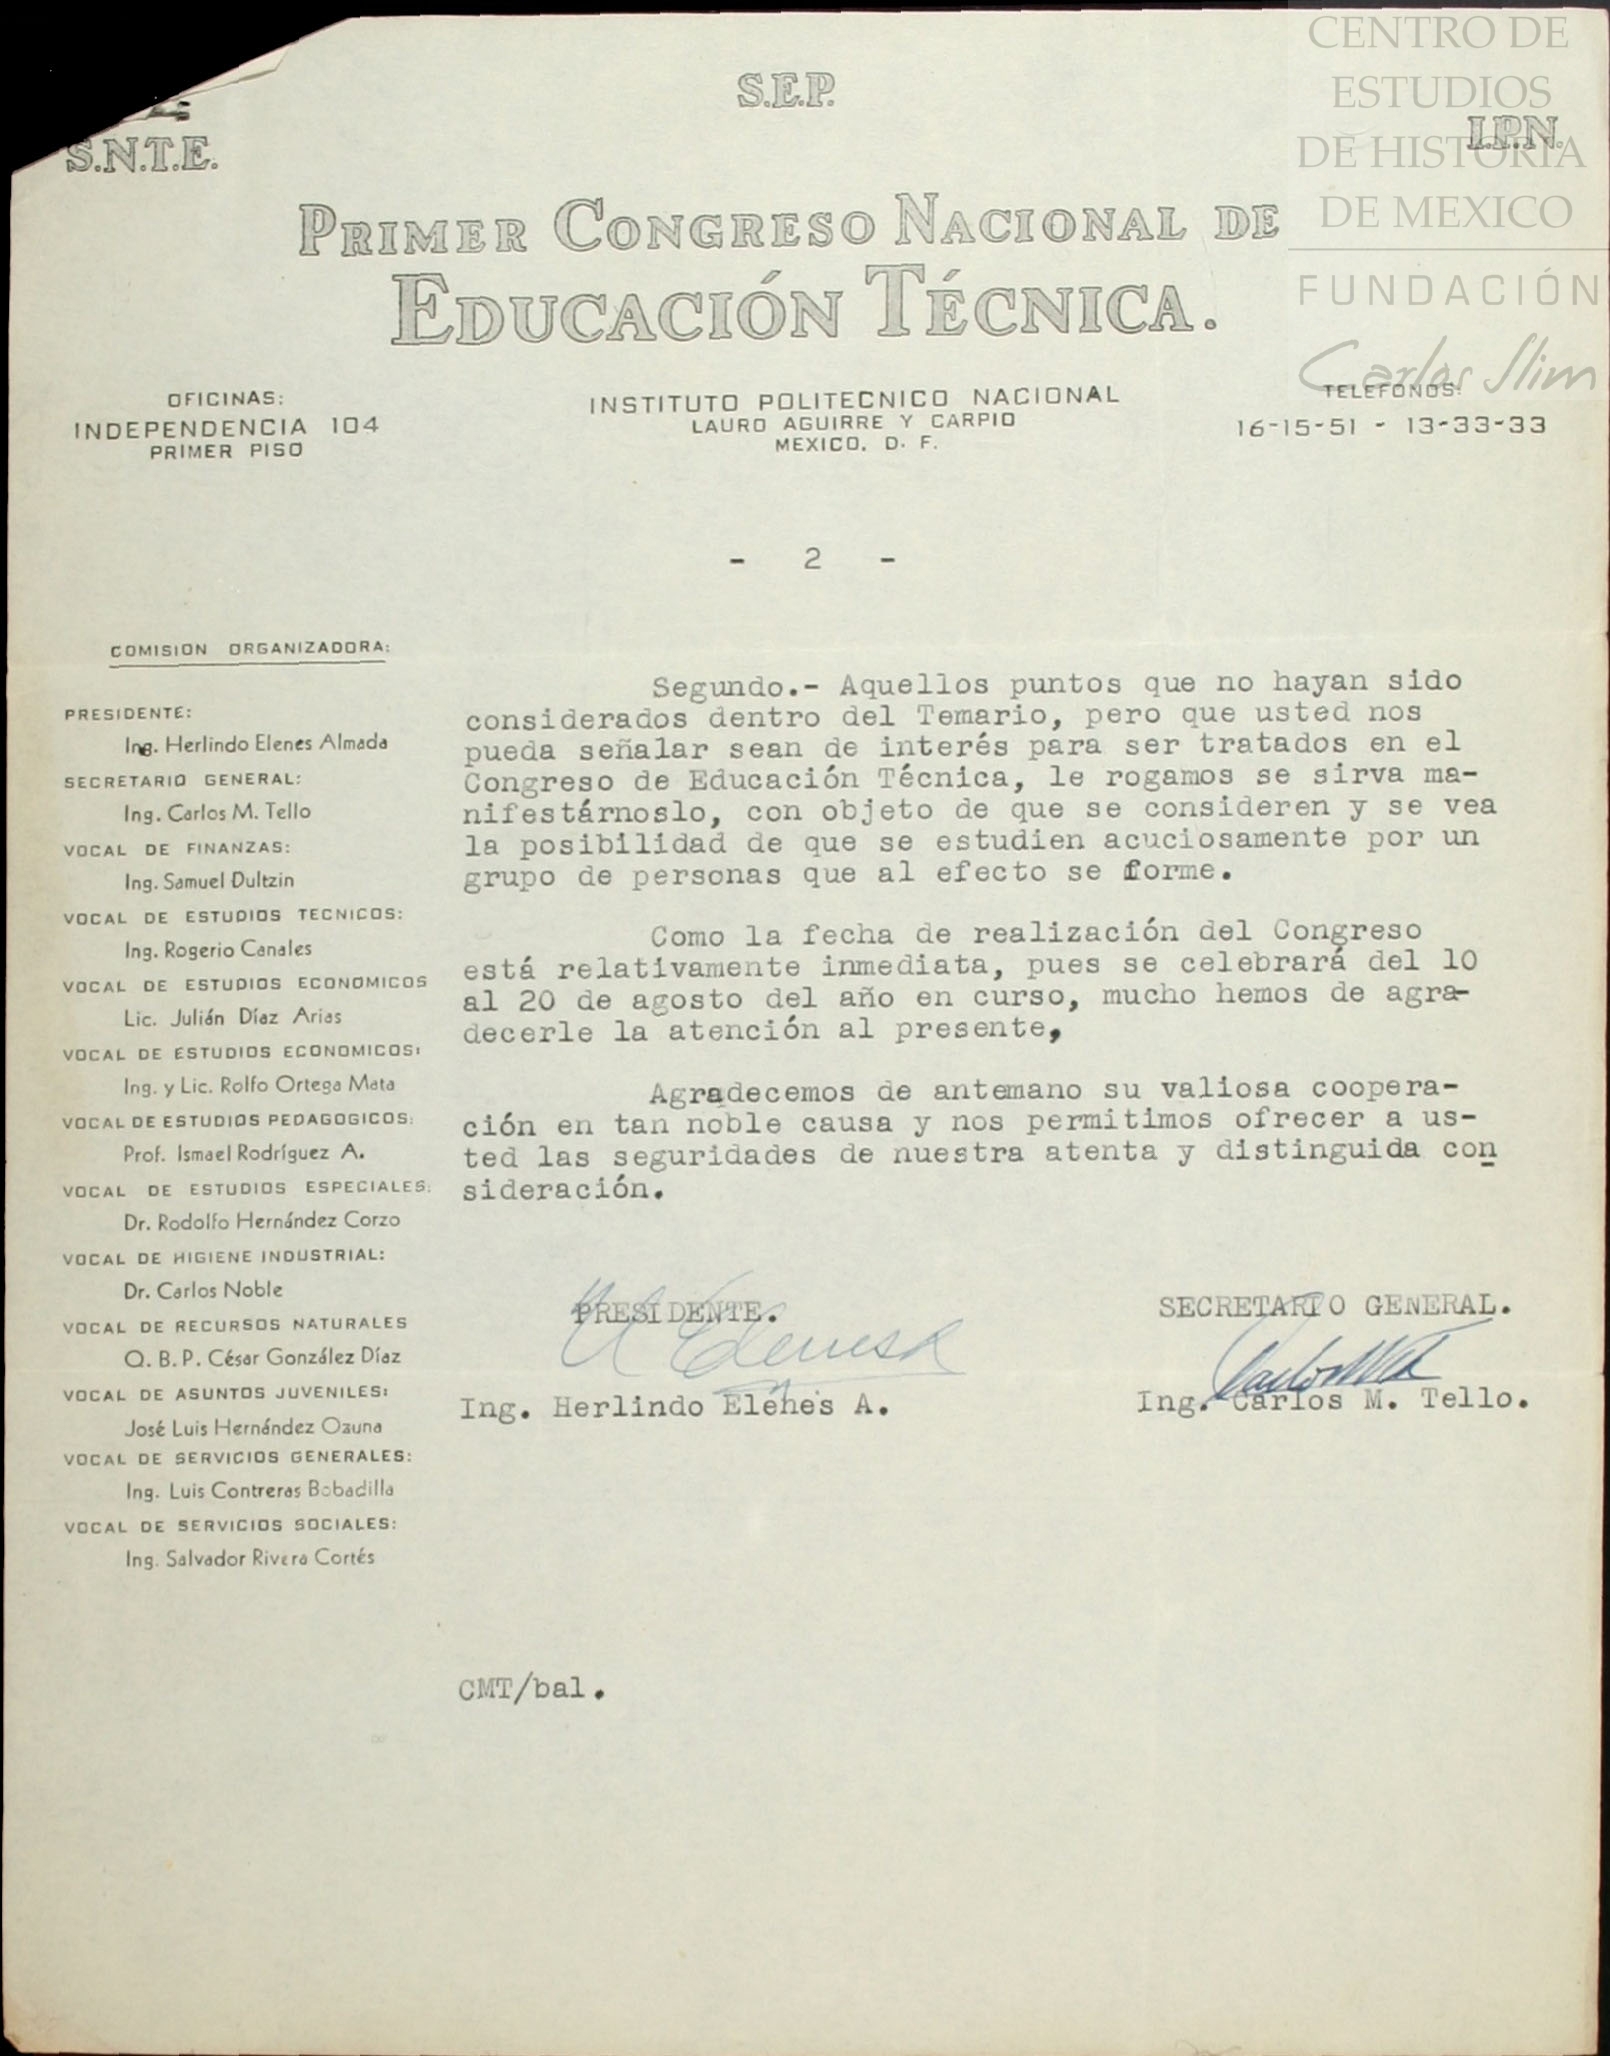 S.N.T.E.
S.E.P.
I.P.N.
CENTRO DE
ESTUDIOS
DE HISTORIA
DE MEXICO
FUNDACIÓN
Carlos Slim
PRIMER CONGRESO NACIONAL DE
EDUCACIÓN TÉCNICA.
OFICINAS:
INDEPENDENCIA 104
PRIMER PISO
INSTITUTO POLITECNICO NACIONAL
LAURO AGUIRRE Y CARPIO
MEXICO, D. F.
TELEFONOS:
16-15-51 - 13-33-33
- 2 -
COMISION ORGANIZADORA:
PRESIDENTE:
Ing. Herlindo Elenes Almada
SECRETARIO GENERAL:
Ing. Carlos M. Tello
VOCAL DE FINANZAS:
Ing. Samuel Dultzin
VOCAL DE ESTUDIOS TECNICOS:
Ing. Rogerio Canales
VOCAL DE ESTUDIOS ECONOMICOS
Lic. Julián Díaz Arias
VOCAL DE ESTUDIOS ECONOMICOS:
Ing. y Lic. Rolfo Ortega Mata
VOCAL DE ESTUDIOS PEDAGOGICOS:
Prof. Ismael Rodríguez A.
VOCAL DE ESTUDIOS ESPECIALES:
Dr. Rodolfo Hernández Corzo
VOCAL DE HIGIENE INDUSTRIAL:
Dr. Carlos Noble
VOCAL DE RECURSOS NATURALES
Q. B. P. César González Díaz
VOCAL DE ASUNTOS JUVENILES:
José Luis Hernández Ozuna
VOCAL DE SERVICIOS GENERALES:
Ing. Luis Contreras Bobadilla
VOCAL DE SERVICIOS SOCIALES:
Ing. Salvador Rivera Cortés
Segundo.- Aquellos puntos que no hayan sido
considerados dentro del Temario, pero que usted nos
pueda señalar sean de interés para ser tratados en el
Congreso de Educación Técnica, le rogamos se sirva ma-
nifestárnoslo, con objeto de que se consideren y se vea
la posibilidad de que se estudien acuciosamente por un
grupo de personas que al efecto se forme.
Como la fecha de realización del Congreso
está relativamente inmediata, pues se celebrará del 10
al 20 de agosto del año en curso, mucho hemos de agra-
decerle la atención al presente,
Agradecemos de antemano su valiosa coopera-
ción en tan noble causa y nos permitimos ofrecer a us-
ted las seguridades de nuestra atenta y distinguida con
sideración.
PRESIDENTE.
Ing. Herlindo Elenes A.
SECRETARIO GENERAL.
Ing. Carlos M. Tello.
CMT/bal.